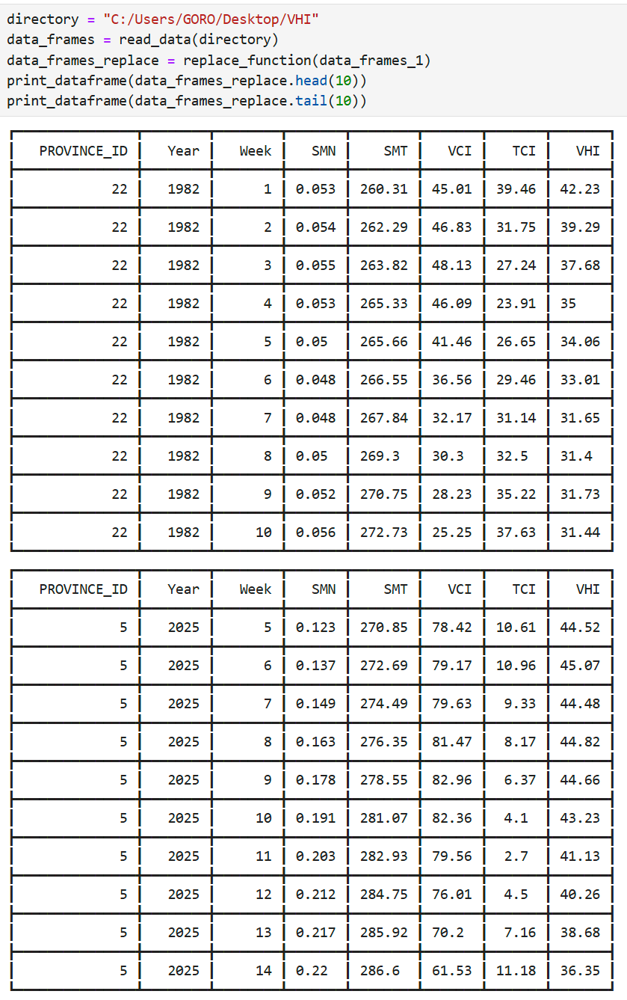 directory = "C:/Users/GORO/Desktop/VHI"
data_frames = read_data(directory)
data_frames_replace = replace_function(data_frames_1)
print_dataframe(data_frames_replace.head(10))
print_dataframe(data_frames_replace.tail(10))
PROVINCE_ID Year Week SMN SMT VCI TCI VHI
22 1982 1 0.053 260.31 45.01 39.46 42.23
22 1982 2 0.054 262.29 46.83 31.75 39.29
22 1982 3 0.055 263.82 48.13 27.24 37.68
22 1982 4 0.053 265.33 46.09 23.91 35
22 1982 5 0.05 265.66 41.46 26.65 34.06
22 1982 6 0.048 266.55 36.56 29.46 33.01
22 1982 7 0.048 267.84 32.17 31.14 31.65
22 1982 8 0.05 269.3 30.3 32.5 31.4
22 1982 9 0.052 270.75 28.23 35.22 31.73
22 1982 10 0.056 272.73 25.25 37.63 31.44
PROVINCE_ID Year Week SMN SMT VCI TCI VHI
5 2025 5 0.123 270.85 78.42 10.61 44.52
5 2025 6 0.137 272.69 79.17 10.96 45.07
5 2025 7 0.149 274.49 79.63 9.33 44.48
5 2025 8 0.163 276.35 81.47 8.17 44.82
5 2025 9 0.178 278.55 82.96 6.37 44.66
5 2025 10 0.191 281.07 82.36 4.1 43.23
5 2025 11 0.203 282.93 79.56 2.7 41.13
5 2025 12 0.212 284.75 76.01 4.5 40.26
5 2025 13 0.217 285.92 70.2 7.16 38.68
5 2025 14 0.22 286.6 61.53 11.18 36.35